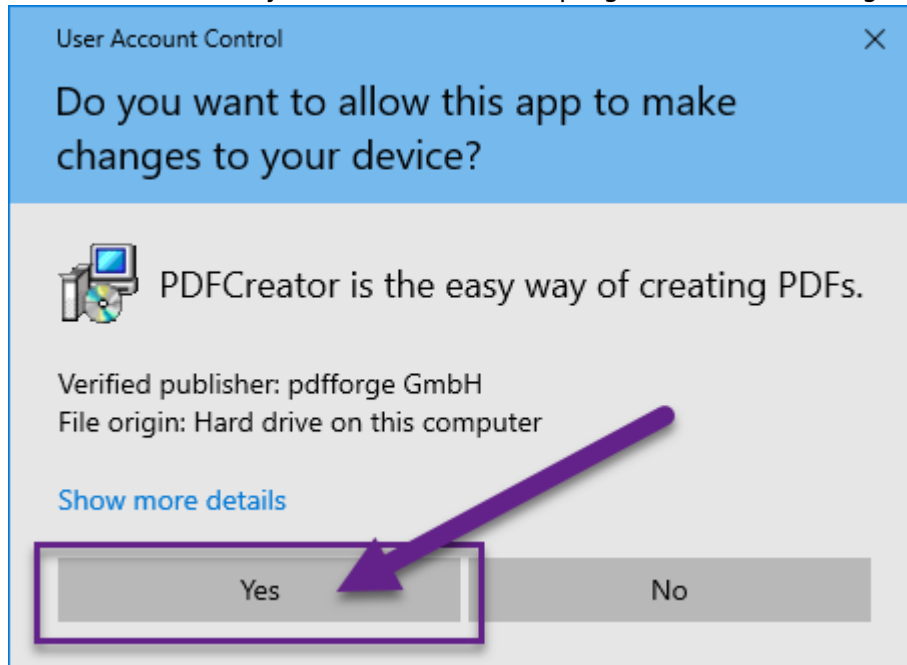 User Account Control
Do you want to allow this app to make
changes to your device?
PDFCreator is the easy way of creating PDFs.
Verified publisher: pdfforge GmbH
File origin: Hard drive on this computer
Show more details
Yes
No